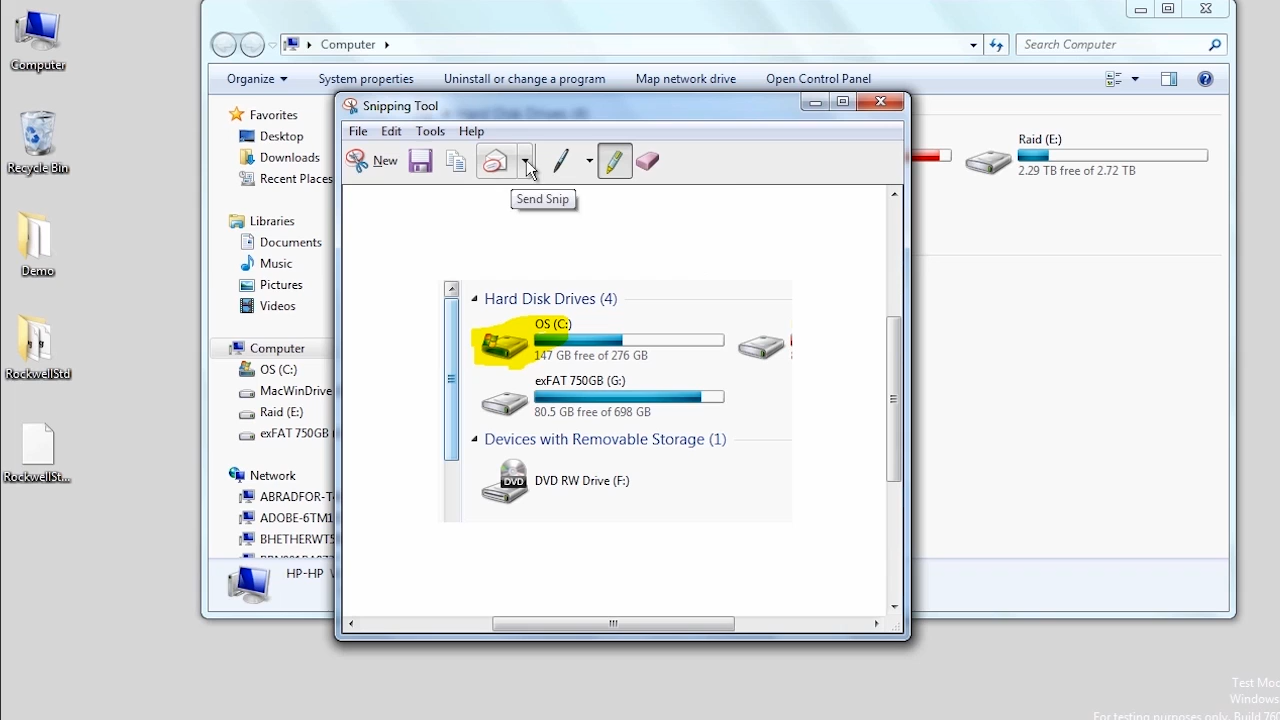 Computer
Recycle Bin
Demo
RockwellStd
RockwellSt...
Computer
Search Computer
Organize
System properties
Uninstall or change a program
Map network drive
Open Control Panel
Favorites
Desktop
Downloads
Recent Places
Libraries
Documents
Music
Pictures
Videos
Computer
OS (C:)
MacWinDrive
Raid (E:)
exFAT 750GB (
Network
ABRADFOR-T4
ADOBE-6TM1
BHETHERWT5
HP-HP
Raid (E:)
2.29 TB free of 2.72 TB
Snipping Tool
File Edit Tools Help
New
Send Snip
Hard Disk Drives (4)
OS (C:)
147 GB free of 276 GB
exFAT 750GB (G:)
80.5 GB free of 698 GB
Devices with Removable Storage (1)
DVD
DVD RW Drive (F:)
Test Mod
Windows
For testing purposes only. Build 760